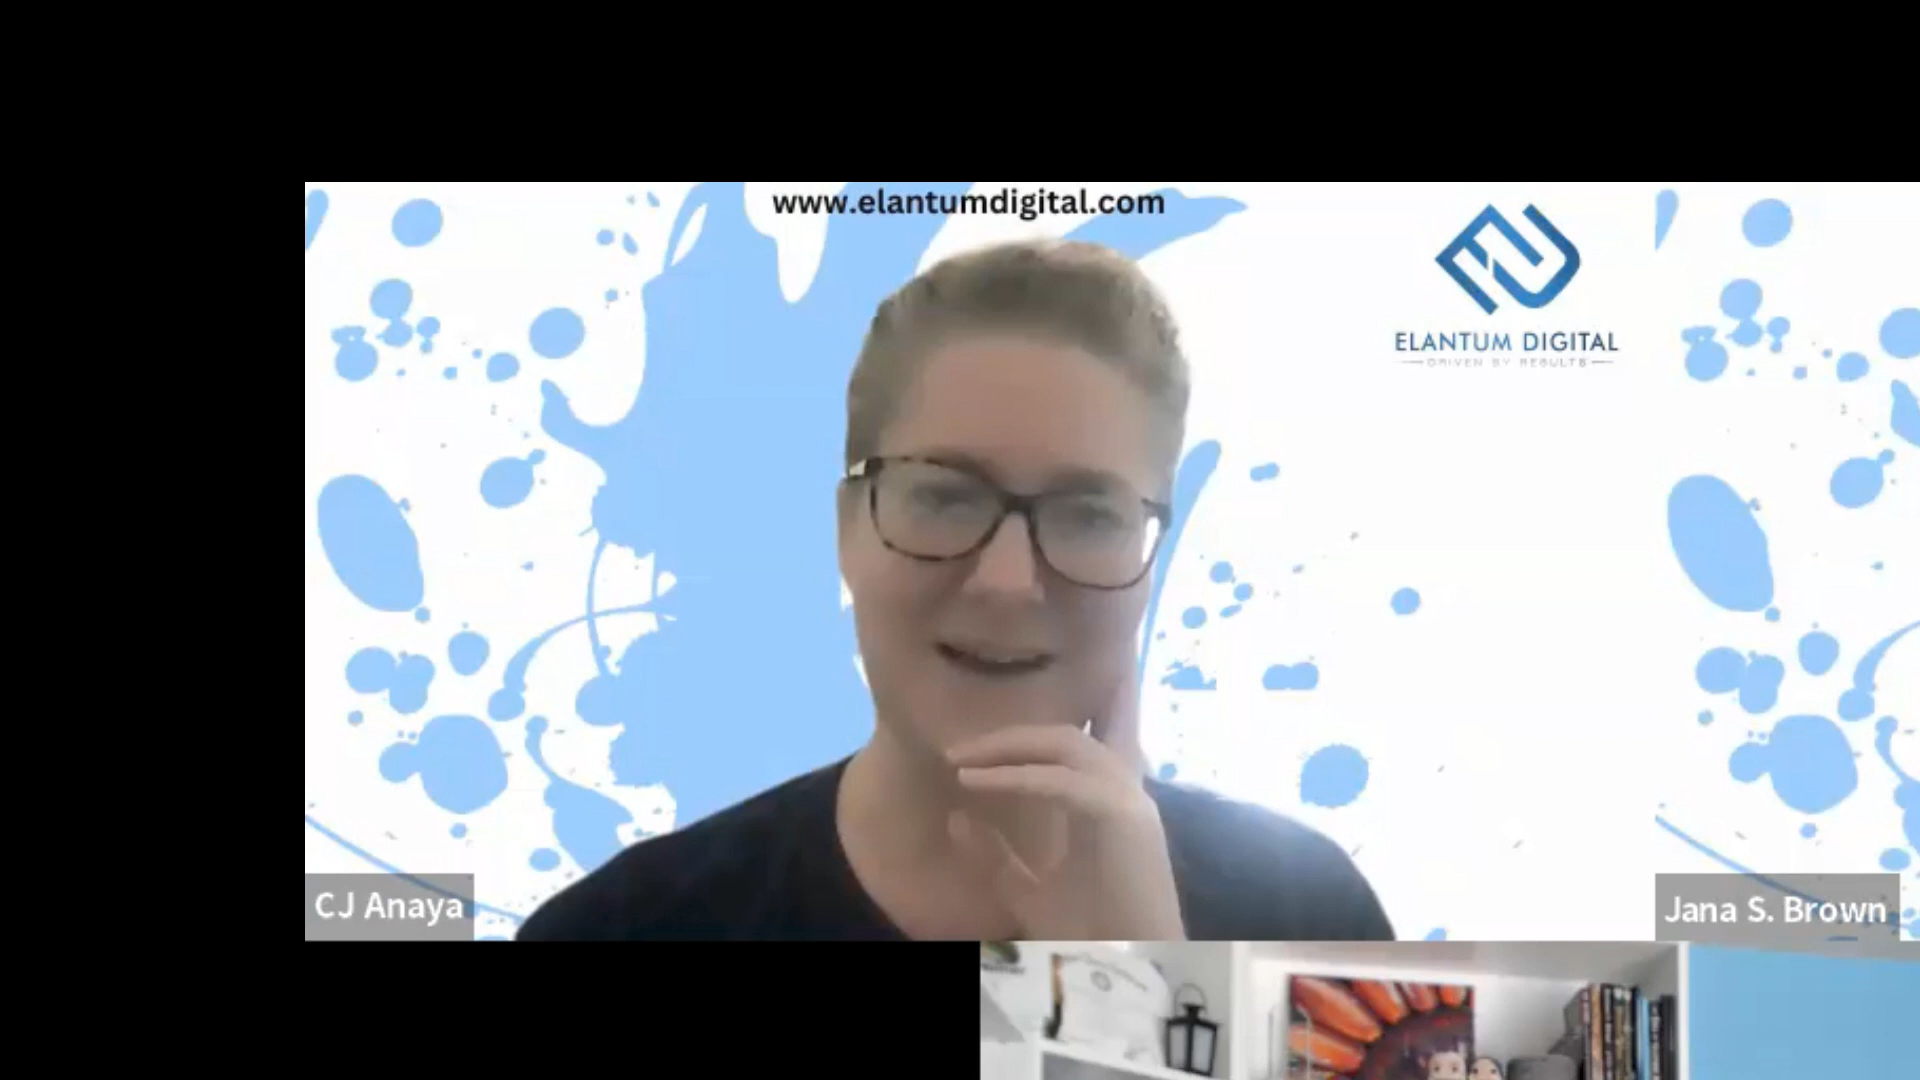 www.elantumdigital.com
ELANTUM DIGITAL
DRIVEN BY RESULTS
CJ Anaya
Jana S. Brown